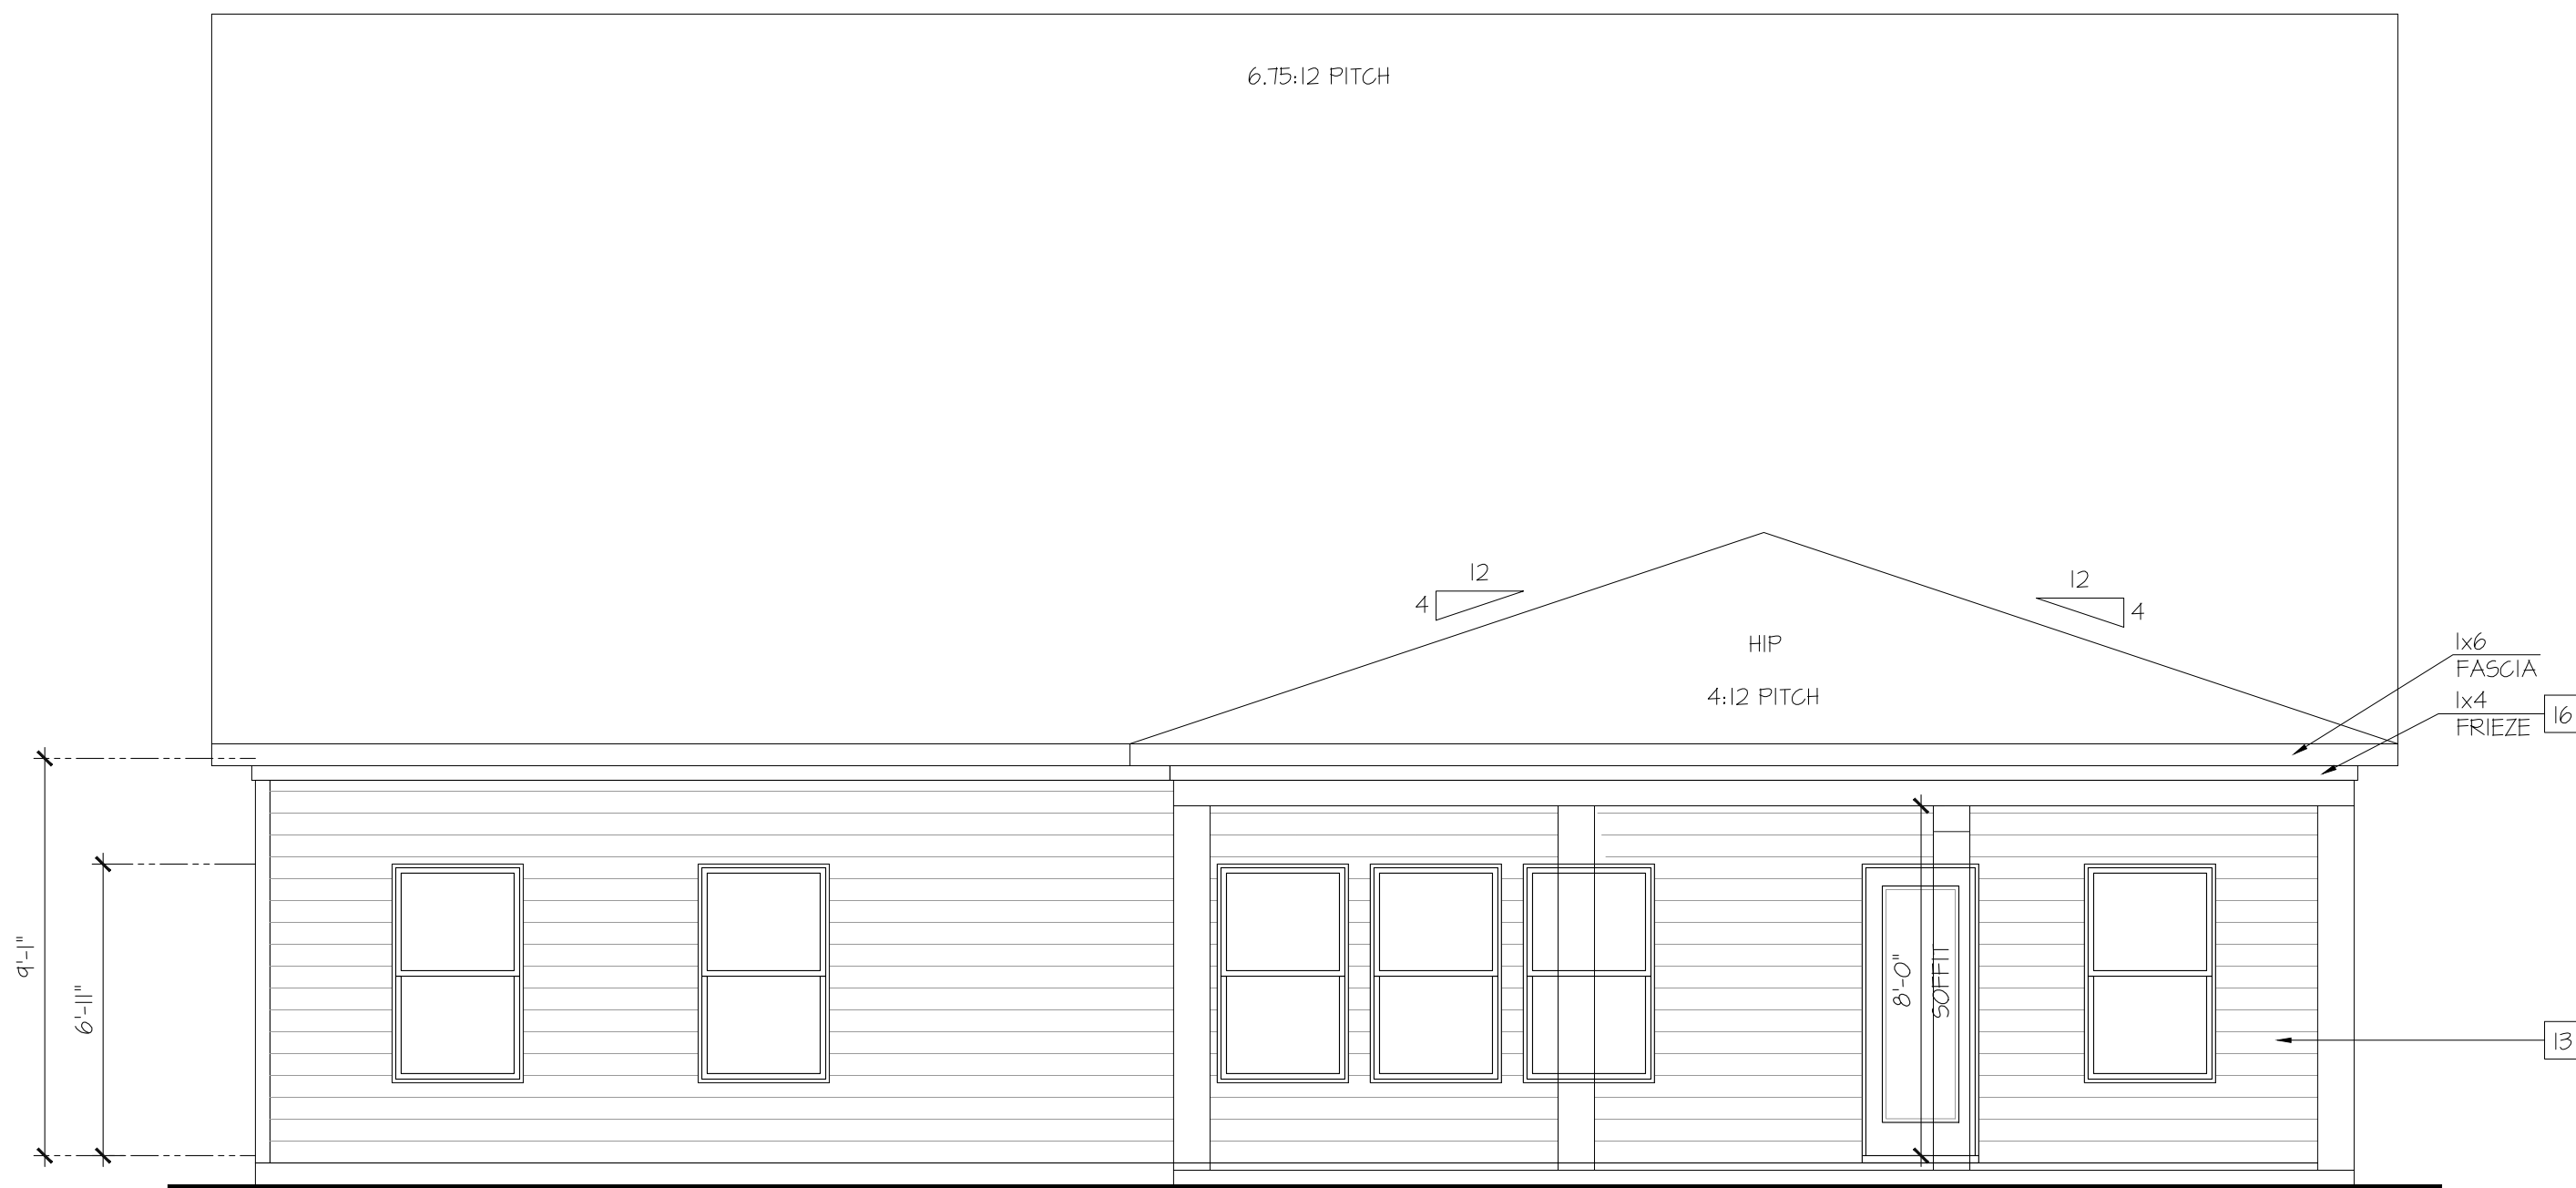 6.75:12 PITCH
12
4
12
4
HIP
4:12 PITCH
1x6
FASCIA
1x4
FRIEZE
16
9'-1"
6'-11"
8'-0"
SOFFIT
13